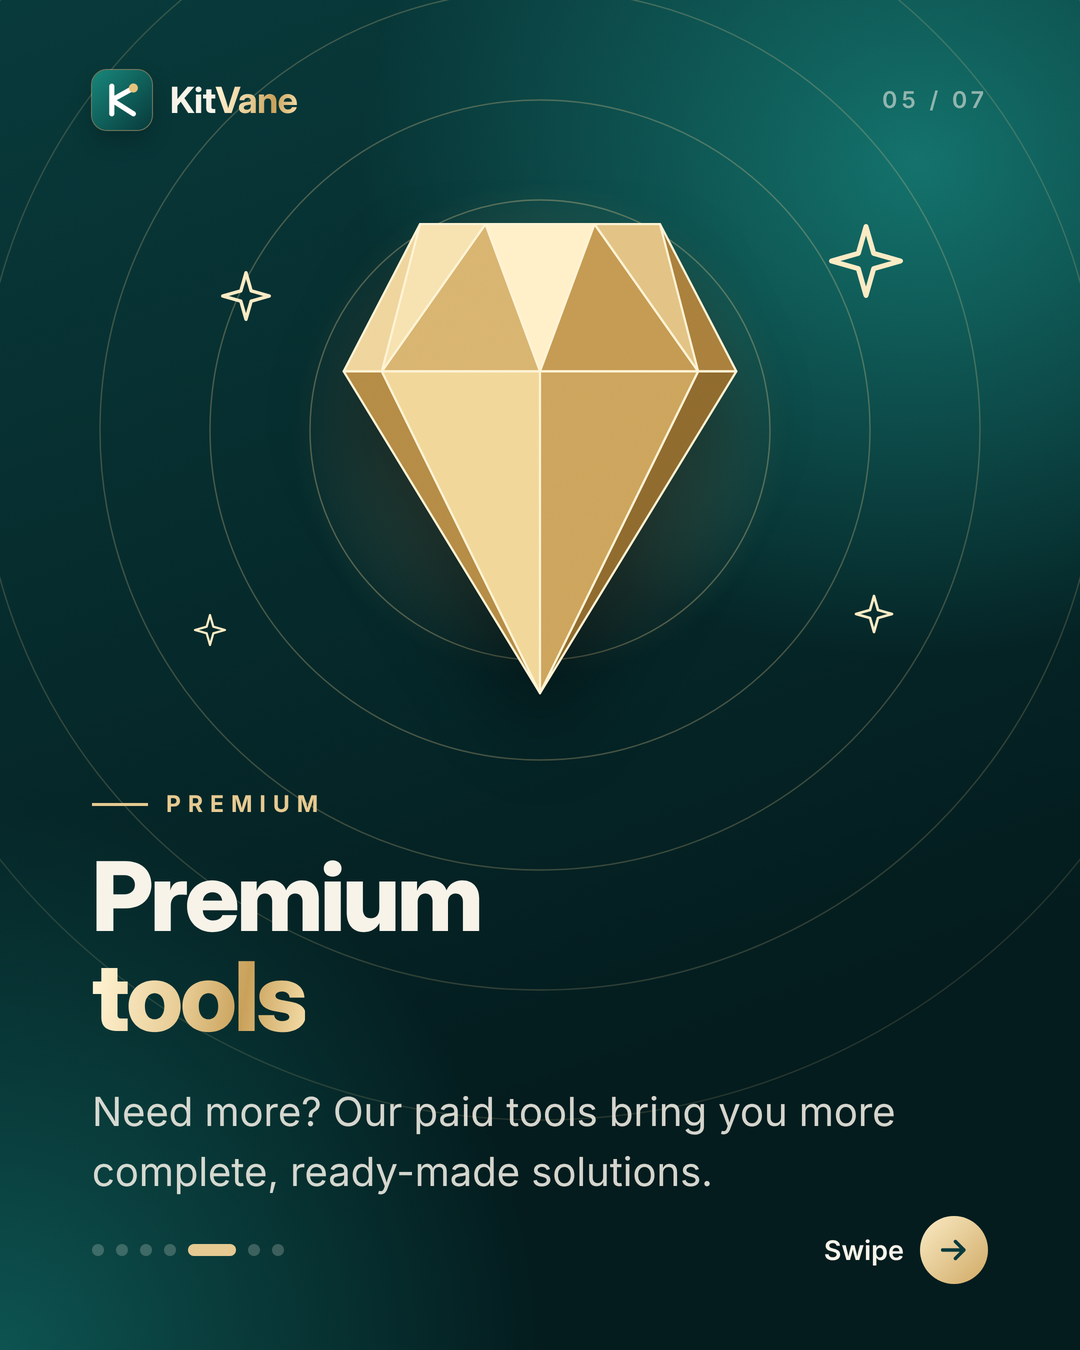 KitVane
05 / 07
PREMIUM
Premium
tools
Need more? Our paid tools bring you more
complete, ready-made solutions.
Swipe